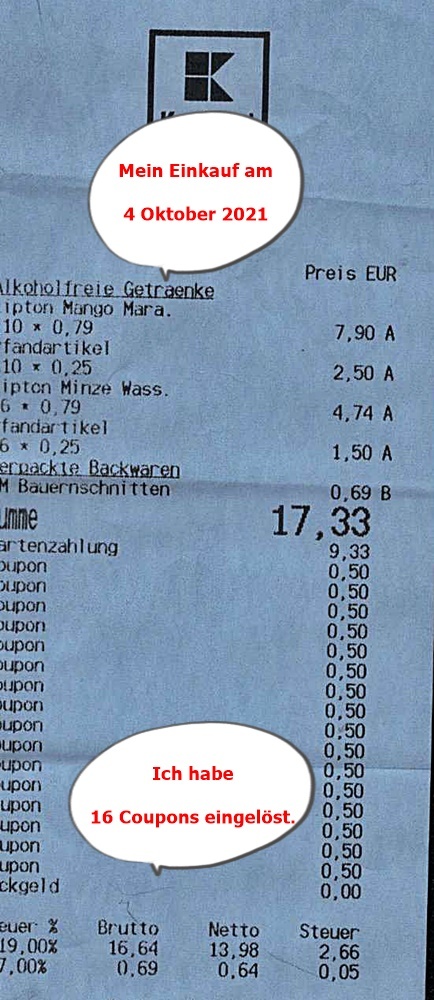 Mein Einkauf am
4 Oktober 2021
Preis EUR
lkoholfreie Getraenke
ipton Mango Mara.
10 * 0,79 7,90 A
fandartikel
10 * 0,25 2,50 A
ipton Minze Wass.
6 * 0,79 4,74 A
fandartikel
6 * 0,25 1,50 A
erpackte Backwaren
M Bauernschnitten 0,69 B
umme 17,33
artenzahlung 9,33
oupon 0,50
oupon 0,50
oupon 0,50
oupon 0,50
oupon 0,50
oupon 0,50
oupon 0,50
oupon 0,50
oupon 0,50
oupon 0,50
oupon 0,50
oupon 0,50
oupon 0,50
upon 0,50
upon 0,50
upon 0,50
Ich habe
16 Coupons eingelöst.
ckgeld 0,00
euer % Brutto Netto Steuer
19,00% 16,64 13,98 2,66
7,00% 0,69 0,64 0,05